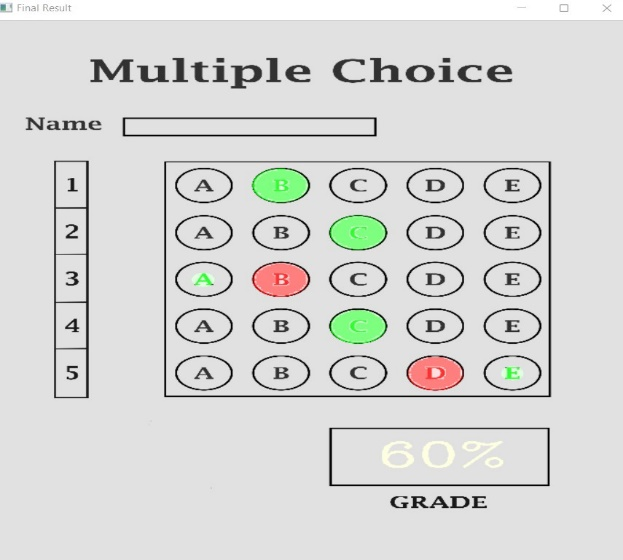 Final Result
Multiple Choice
Name
1 A B C D E
2 A B C D E
3 A B C D E
4 A B C D E
5 A B C D E
60%
GRADE